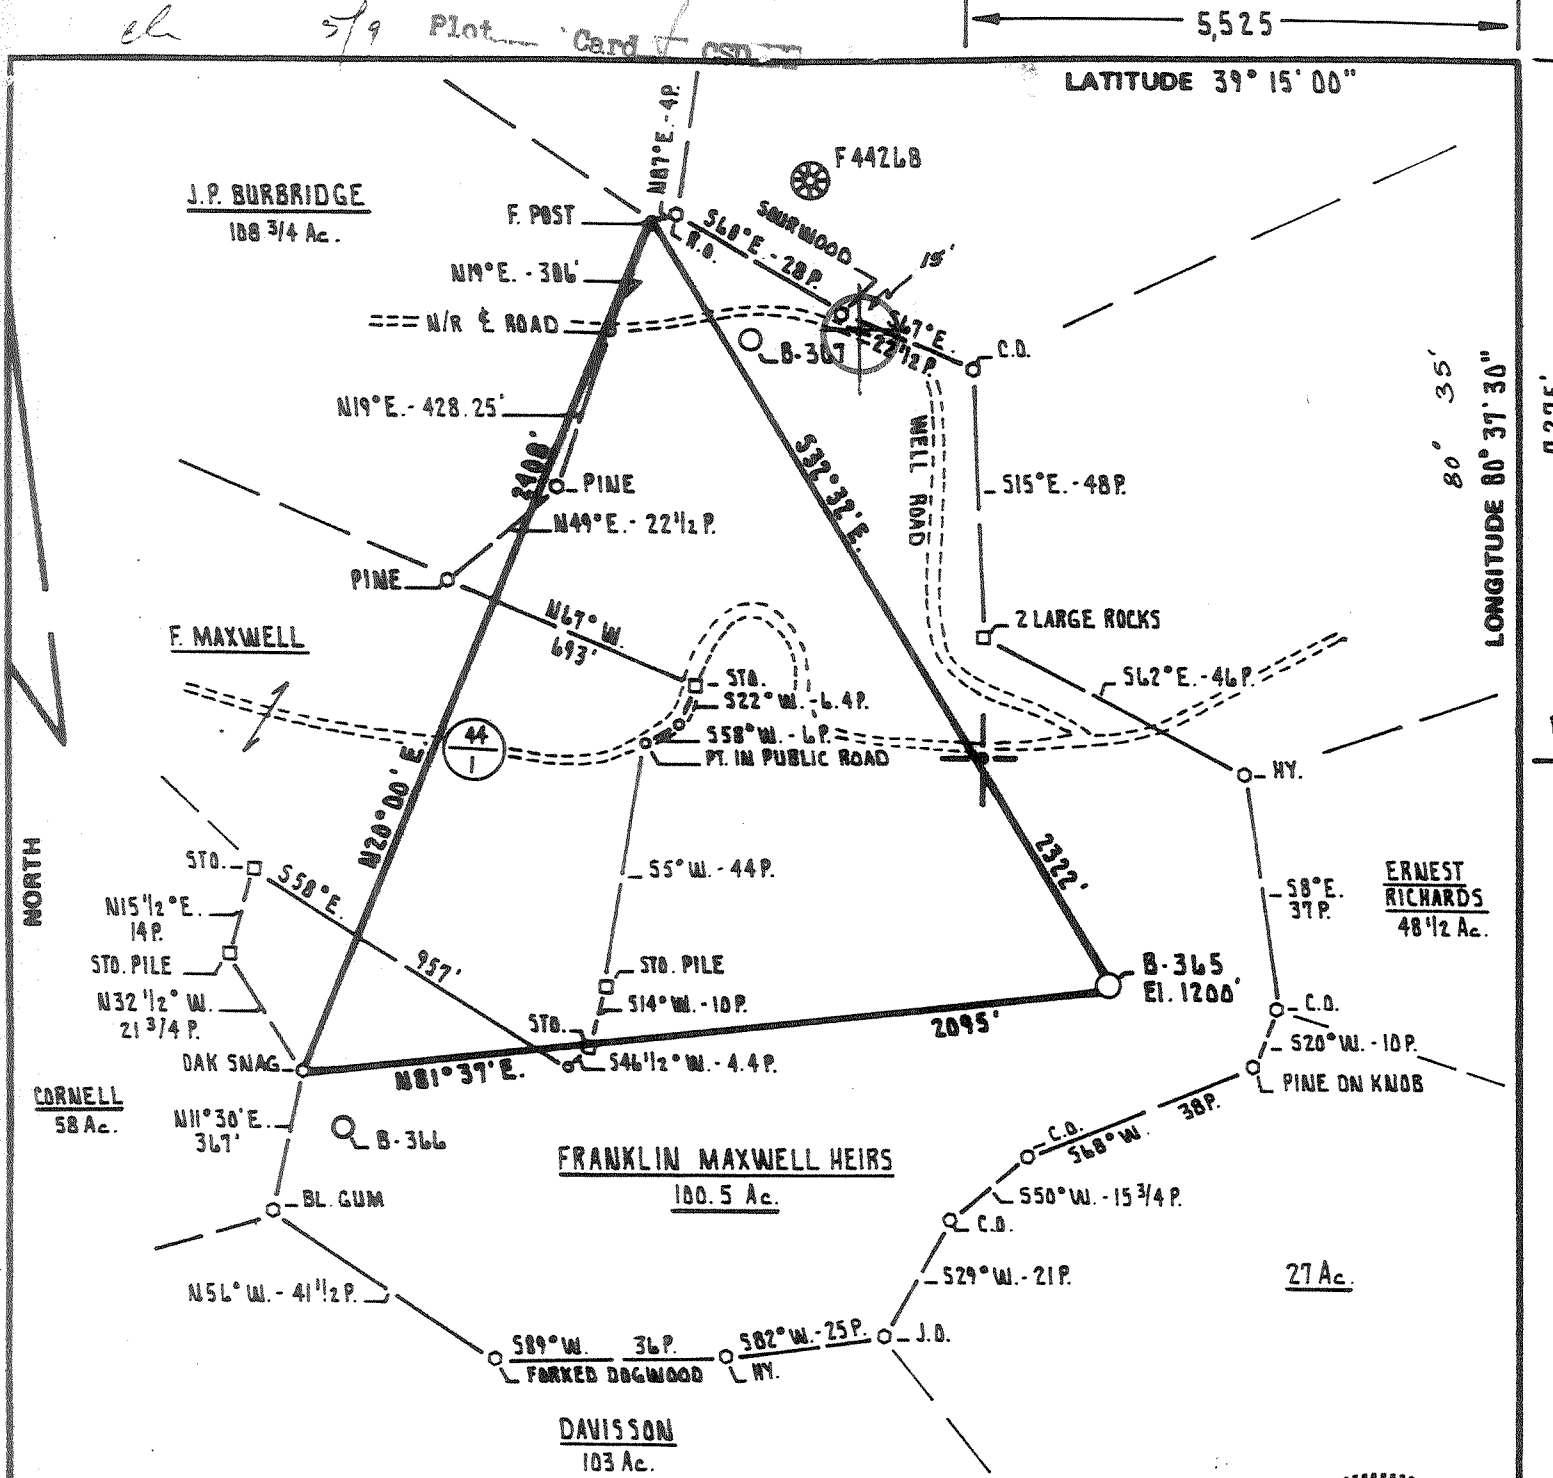 5/9 Plot Card
5,525
LATITUDE 39° 15' 00"
N87°E.-4P.
F44268
J.P. BURBRIDGE
108 3/4 Ac.
F. POST
R.O.
S68°E.-28P.
SOURWOOD
15'
N19°E.-306'
=== N/R ℄ ROAD
B-367
S67°E.
22 1/2 P.
C.O.
N19°E.-428.25'
2408'
PINE
N49°E.-22 1/2 P.
PINE
S32°32'E.
WELL ROAD
S15°E.-48P.
80° 35'
LONGITUDE 80° 37' 30"
F. MAXWELL
N67°W.
693'
STO.
S22°W.-6.4P.
2 LARGE ROCKS
S62°E.-46P.
44
1
S58°W.-6P.
PT. IN PUBLIC ROAD
HY.
N20°00'E.
2322'
NORTH
STO.
S58°E.
957'
S5°W.-44P.
ERNEST
RICHARDS
48 1/2 Ac.
S8°E.
37P.
N15 1/2°E.
14P.
STO. PILE
N32 1/2°W.
21 3/4 P.
STO. PILE
S14°W.-10P.
STO.
S46 1/2°W.-4.4P.
B-365
El. 1200'
C.O.
2095'
N81°37'E.
S20°W.-10P.
PINE ON KNOB
OAK SNAG
CORNELL
58 Ac.
N11°30'E.
367'
B-366
FRANKLIN MAXWELL HEIRS
100.5 Ac.
C.O.
S68°W.
38P.
S50°W.-15 3/4 P.
C.O.
BL. GUM
N56°W.-41 1/2 P.
S29°W.-21P.
27 Ac.
S89°W. 36P.
FORKED DOGWOOD
S82°W.-25P.
HY.
J.O.
DAVISSON
103 Ac.